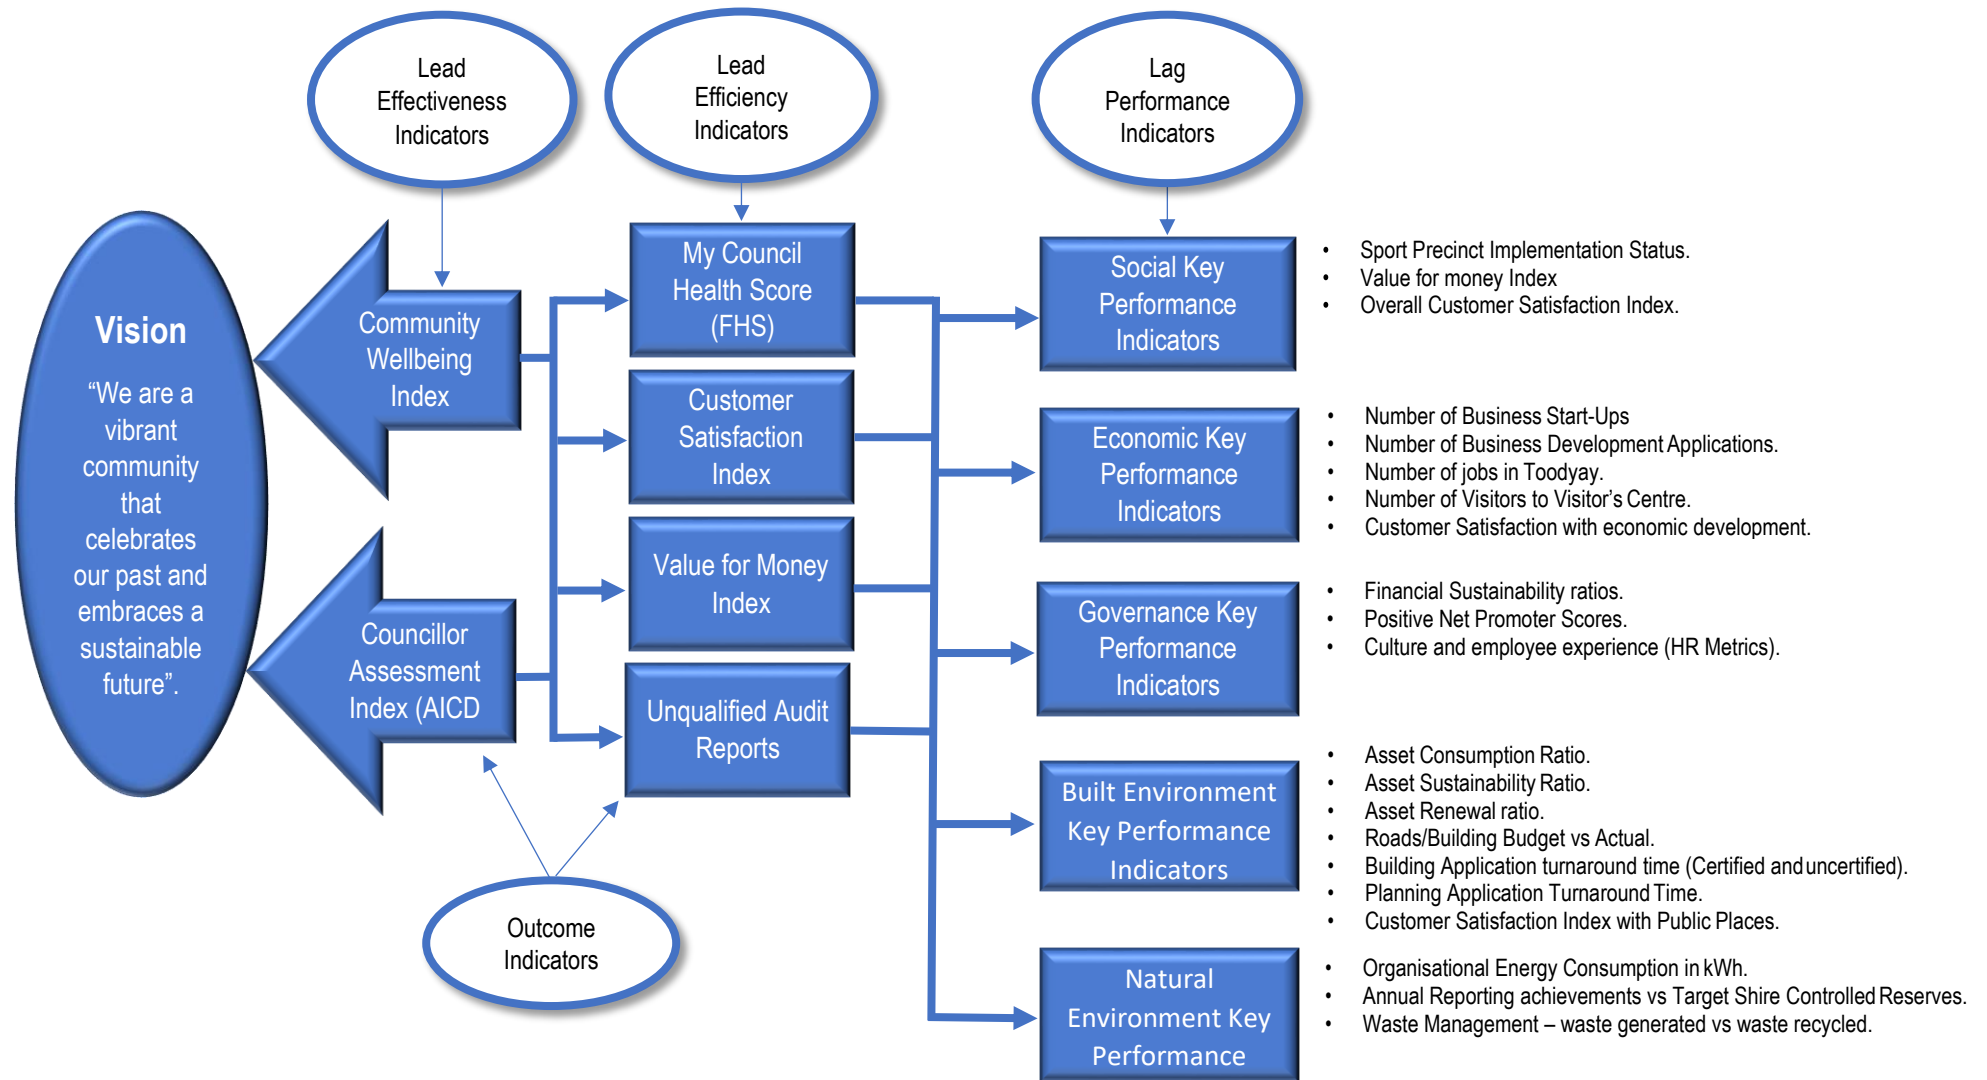 Lead
Effectiveness
Indicators
Lead
Efficiency
Indicators
Lag
Performance
Indicators
Vision
“We are a
vibrant
community
that
celebrates
our past and
embraces a
sustainable
future”.
Community
Wellbeing
Index
Councillor
Assessment
Index (AICD
My Council
Health Score
(FHS)
Customer
Satisfaction
Index
Value for Money
Index
Unqualified Audit
Reports
Outcome
Indicators
Social Key
Performance
Indicators
• Sport Precinct Implementation Status.
• Value for money Index
• Overall Customer Satisfaction Index.
Economic Key
Performance
Indicators
• Number of Business Start-Ups
• Number of Business Development Applications.
• Number of jobs in Toodyay.
• Number of Visitors to Visitor’s Centre.
• Customer Satisfaction with economic development.
Governance Key
Performance
Indicators
• Financial Sustainability ratios.
• Positive Net Promoter Scores.
• Culture and employee experience (HR Metrics).
Built Environment
Key Performance
Indicators
• Asset Consumption Ratio.
• Asset Sustainability Ratio.
• Asset Renewal ratio.
• Roads/Building Budget vs Actual.
• Building Application turnaround time (Certified and uncertified).
• Planning Application Turnaround Time.
• Customer Satisfaction Index with Public Places.
Natural
Environment Key
Performance
• Organisational Energy Consumption in kWh.
• Annual Reporting achievements vs Target Shire Controlled Reserves.
• Waste Management – waste generated vs waste recycled.